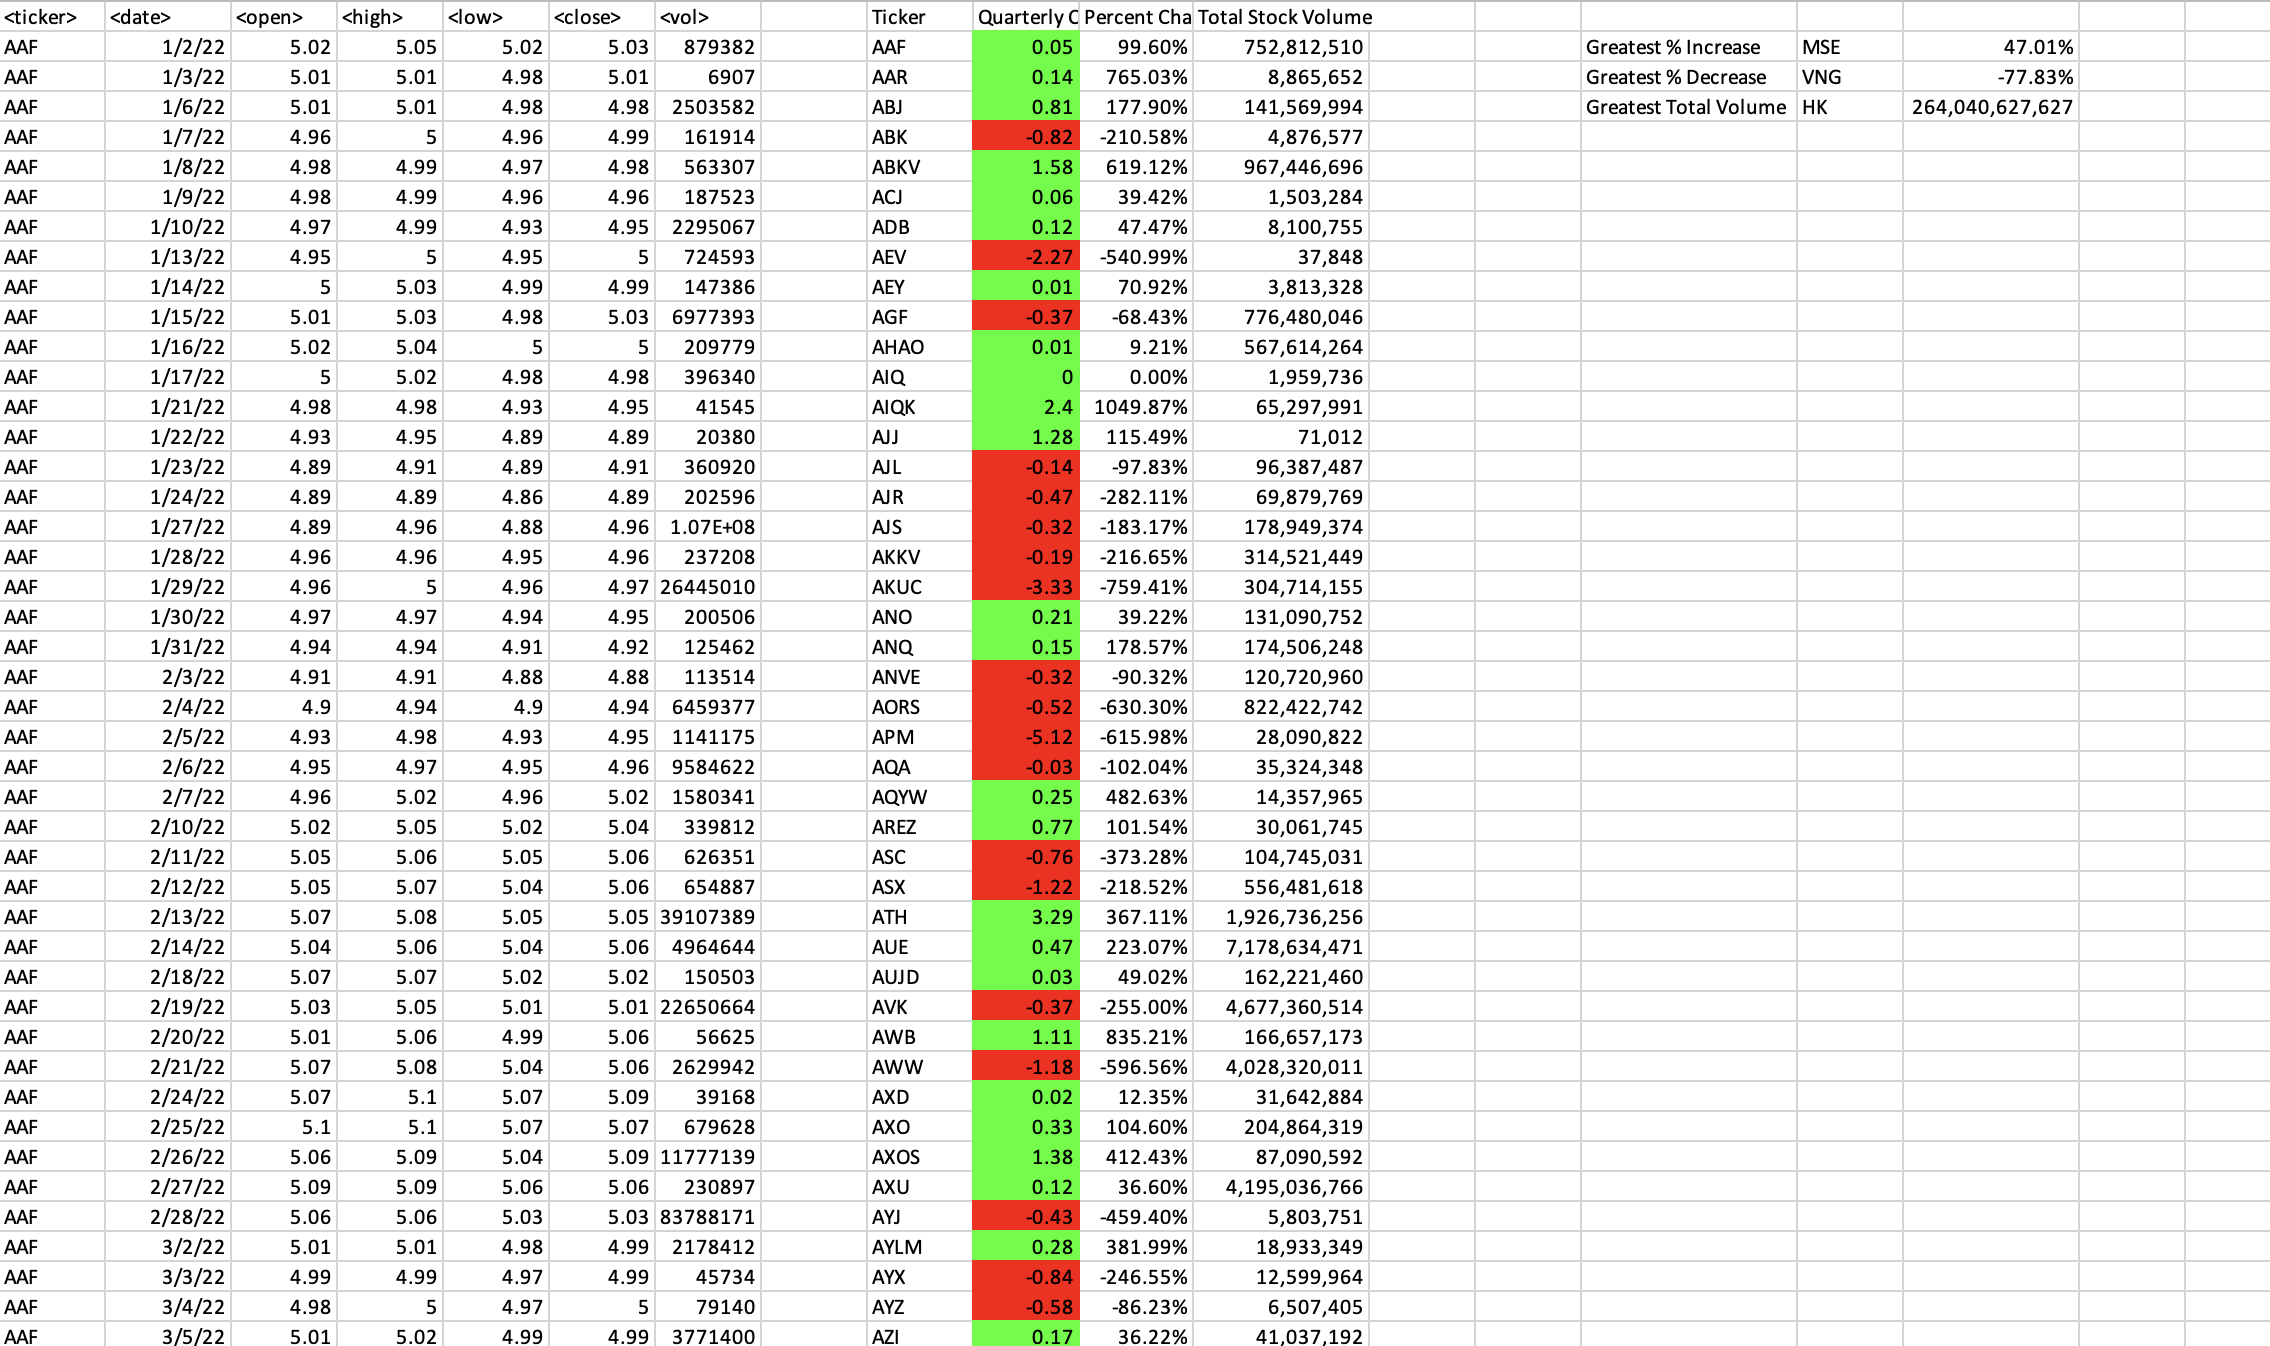 <ticker> <date> <open> <high> <low> <close> <vol> Ticker Quarterly C Percent Cha Total Stock Volume
AAF 1/2/22 5.02 5.05 5.02 5.03 879382 AAF 0.05 99.60% 752,812,510 Greatest % Increase MSE 47.01%
AAF 1/3/22 5.01 5.01 4.98 5.01 6907 AAR 0.14 765.03% 8,865,652 Greatest % Decrease VNG -77.83%
AAF 1/6/22 5.01 5.01 4.98 4.98 2503582 ABJ 0.81 177.90% 141,569,994 Greatest Total Volume HK 264,040,627,627
AAF 1/7/22 4.96 5 4.96 4.99 161914 ABK -0.82 -210.58% 4,876,577
AAF 1/8/22 4.98 4.99 4.97 4.98 563307 ABKV 1.58 619.12% 967,446,696
AAF 1/9/22 4.98 4.99 4.96 4.96 187523 ACJ 0.06 39.42% 1,503,284
AAF 1/10/22 4.97 4.99 4.93 4.95 2295067 ADB 0.12 47.47% 8,100,755
AAF 1/13/22 4.95 5 4.95 5 724593 AEV -2.27 -540.99% 37,848
AAF 1/14/22 5 5.03 4.99 4.99 147386 AEY 0.01 70.92% 3,813,328
AAF 1/15/22 5.01 5.03 4.98 5.03 6977393 AGF -0.37 -68.43% 776,480,046
AAF 1/16/22 5.02 5.04 5 5 209779 AHAO 0.01 9.21% 567,614,264
AAF 1/17/22 5 5.02 4.98 4.98 396340 AIQ 0 0.00% 1,959,736
AAF 1/21/22 4.98 4.98 4.93 4.95 41545 AIQK 2.4 1049.87% 65,297,991
AAF 1/22/22 4.93 4.95 4.89 4.89 20380 AJJ 1.28 115.49% 71,012
AAF 1/23/22 4.89 4.91 4.89 4.91 360920 AJL -0.14 -97.83% 96,387,487
AAF 1/24/22 4.89 4.89 4.86 4.89 202596 AJR -0.47 -282.11% 69,879,769
AAF 1/27/22 4.89 4.96 4.88 4.96 1.07E+08 AJS -0.32 -183.17% 178,949,374
AAF 1/28/22 4.96 4.96 4.95 4.96 237208 AKKV -0.19 -216.65% 314,521,449
AAF 1/29/22 4.96 5 4.96 4.97 26445010 AKUC -3.33 -759.41% 304,714,155
AAF 1/30/22 4.97 4.97 4.94 4.95 200506 ANO 0.21 39.22% 131,090,752
AAF 1/31/22 4.94 4.94 4.91 4.92 125462 ANQ 0.15 178.57% 174,506,248
AAF 2/3/22 4.91 4.91 4.88 4.88 113514 ANVE -0.32 -90.32% 120,720,960
AAF 2/4/22 4.9 4.94 4.9 4.94 6459377 AORS -0.52 -630.30% 822,422,742
AAF 2/5/22 4.93 4.98 4.93 4.95 1141175 APM -5.12 -615.98% 28,090,822
AAF 2/6/22 4.95 4.97 4.95 4.96 9584622 AQA -0.03 -102.04% 35,324,348
AAF 2/7/22 4.96 5.02 4.96 5.02 1580341 AQYW 0.25 482.63% 14,357,965
AAF 2/10/22 5.02 5.05 5.02 5.04 339812 AREZ 0.77 101.54% 30,061,745
AAF 2/11/22 5.05 5.06 5.05 5.06 626351 ASC -0.76 -373.28% 104,745,031
AAF 2/12/22 5.05 5.07 5.04 5.06 654887 ASX -1.22 -218.52% 556,481,618
AAF 2/13/22 5.07 5.08 5.05 5.05 39107389 ATH 3.29 367.11% 1,926,736,256
AAF 2/14/22 5.04 5.06 5.04 5.06 4964644 AUE 0.47 223.07% 7,178,634,471
AAF 2/18/22 5.07 5.07 5.02 5.02 150503 AUJD 0.03 49.02% 162,221,460
AAF 2/19/22 5.03 5.05 5.01 5.01 22650664 AVK -0.37 -255.00% 4,677,360,514
AAF 2/20/22 5.01 5.06 4.99 5.06 56625 AWB 1.11 835.21% 166,657,173
AAF 2/21/22 5.07 5.08 5.04 5.06 2629942 AWW -1.18 -596.56% 4,028,320,011
AAF 2/24/22 5.07 5.1 5.07 5.09 39168 AXD 0.02 12.35% 31,642,884
AAF 2/25/22 5.1 5.1 5.07 5.07 679628 AXO 0.33 104.60% 204,864,319
AAF 2/26/22 5.06 5.09 5.04 5.09 11777139 AXOS 1.38 412.43% 87,090,592
AAF 2/27/22 5.09 5.09 5.06 5.06 230897 AXU 0.12 36.60% 4,195,036,766
AAF 2/28/22 5.06 5.06 5.03 5.03 83788171 AYJ -0.43 -459.40% 5,803,751
AAF 3/2/22 5.01 5.01 4.98 4.99 2178412 AYLM 0.28 381.99% 18,933,349
AAF 3/3/22 4.99 4.99 4.97 4.99 45734 AYX -0.84 -246.55% 12,599,964
AAF 3/4/22 4.98 5 4.97 5 79140 AYZ -0.58 -86.23% 6,507,405
AAF 3/5/22 5.01 5.02 4.99 4.99 3771400 AZI 0.17 36.22% 41,037,192